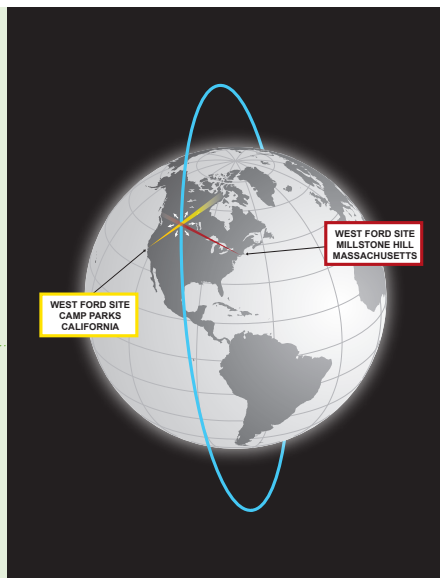 WEST FORD SITE
MILLSTONE HILL
MASSACHUSETTS
WEST FORD SITE
CAMP PARKS
CALIFORNIA